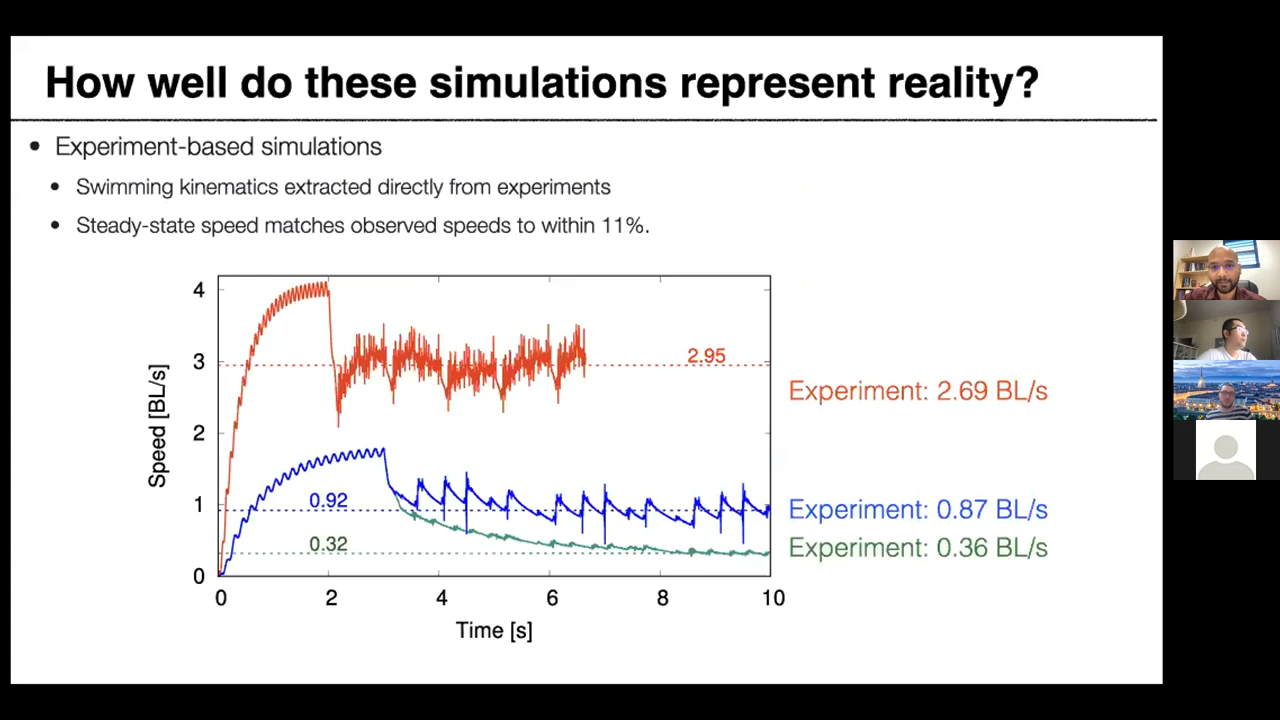 How well do these simulations represent reality?
• Experiment-based simulations
• Swimming kinematics extracted directly from experiments
• Steady-state speed matches observed speeds to within 11%.
4
3
2
1
0
Speed [BL/s]
2.95
0.92
0.32
Experiment: 2.69 BL/s
Experiment: 0.87 BL/s
Experiment: 0.36 BL/s
0 2 4 6 8 10
Time [s]